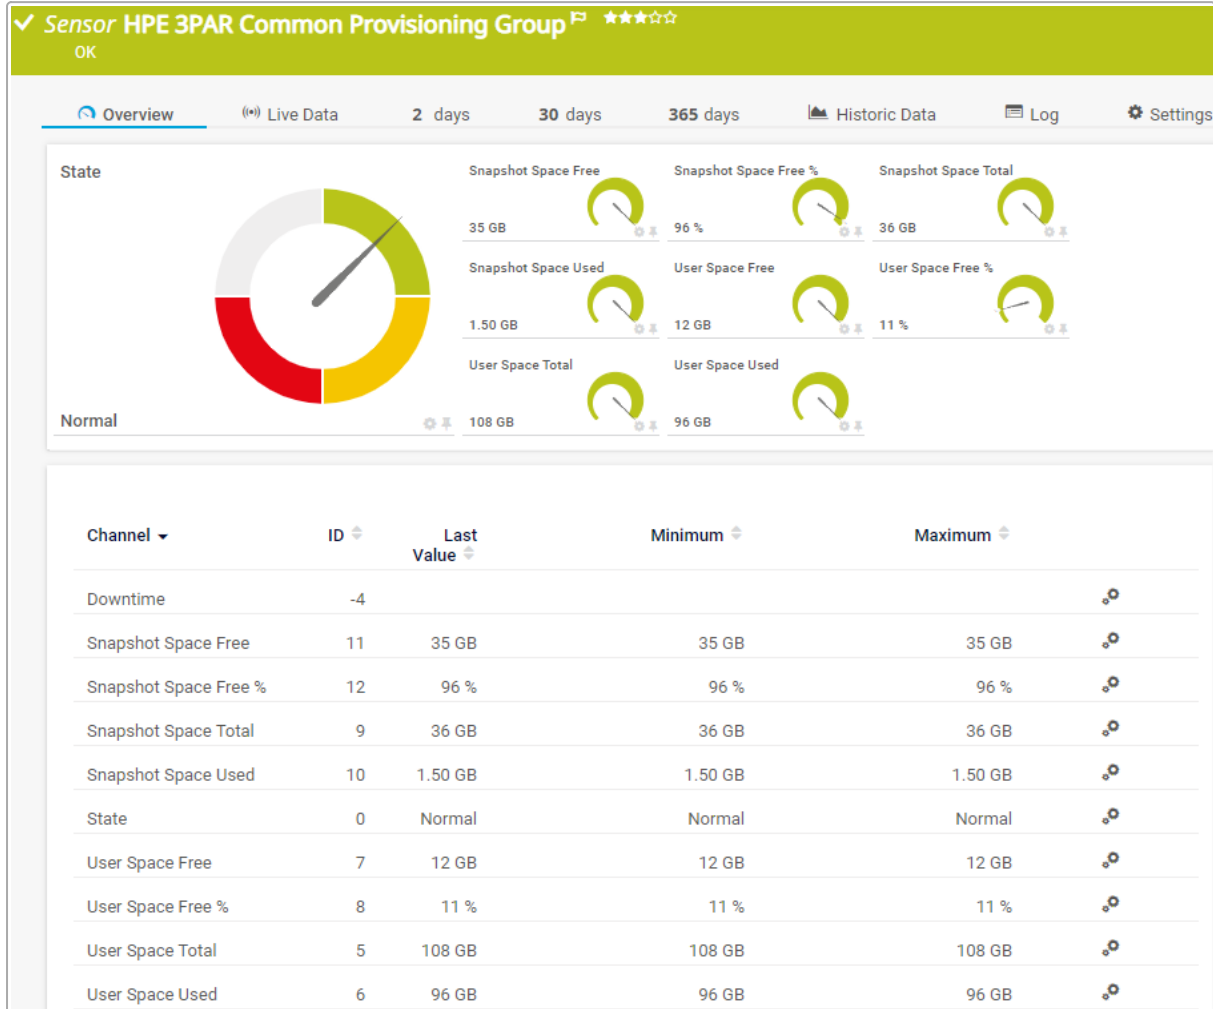 Sensor HPE 3PAR Common Provisioning Group
OK
Overview Live Data 2 days 30 days 365 days Historic Data Log Settings
State
Normal
Snapshot Space Free
35 GB
Snapshot Space Free %
96 %
Snapshot Space Total
36 GB
Snapshot Space Used
1.50 GB
User Space Free
12 GB
User Space Free %
11 %
User Space Total
108 GB
User Space Used
96 GB
Channel ID Last Value Minimum Maximum
Downtime -4
Snapshot Space Free 11 35 GB 35 GB 35 GB
Snapshot Space Free % 12 96 % 96 % 96 %
Snapshot Space Total 9 36 GB 36 GB 36 GB
Snapshot Space Used 10 1.50 GB 1.50 GB 1.50 GB
State 0 Normal Normal Normal
User Space Free 7 12 GB 12 GB 12 GB
User Space Free % 8 11 % 11 % 11 %
User Space Total 5 108 GB 108 GB 108 GB
User Space Used 6 96 GB 96 GB 96 GB